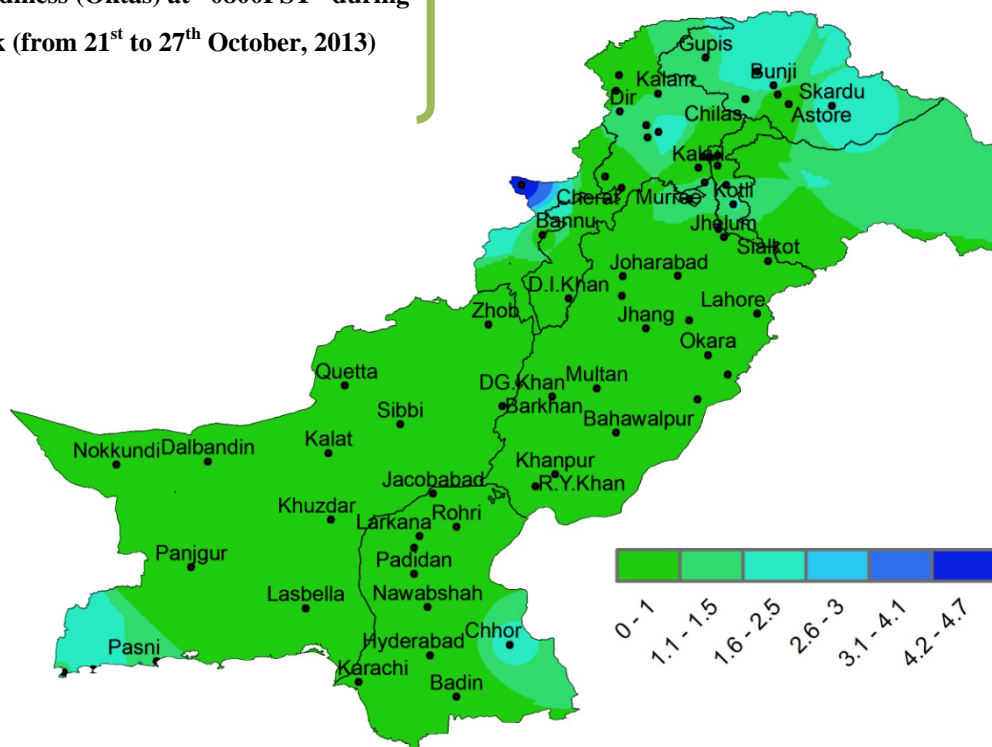 (Oktas) at "0800PST" during
(from 21st to 27th October, 2013)
Gupis
Bunji
Kalam
Skardu
Dir
Chilas
Astore
Cherat
Murree
Kotli
Bannu
Jhelum
Sialkot
Joharabad
D.I.Khan
Lahore
Zhob
Jhang
Okara
Quetta
DG.Khan
Multan
Sibbi
Barkhan
Bahawalpur
Nokkundi
Dalbandin
Kalat
Khanpur
Jacobabad
R.Y.Khan
Khuzdar
Rohri
Larkana
Panjgur
Padidan
Lasbella
Nawabshah
Pasni
Hyderabad
Chhor
Karachi
Badin
0 - 1
1.1 - 1.5
1.6 - 2.5
2.6 - 3
3.1 - 4.1
4.2 - 4.7